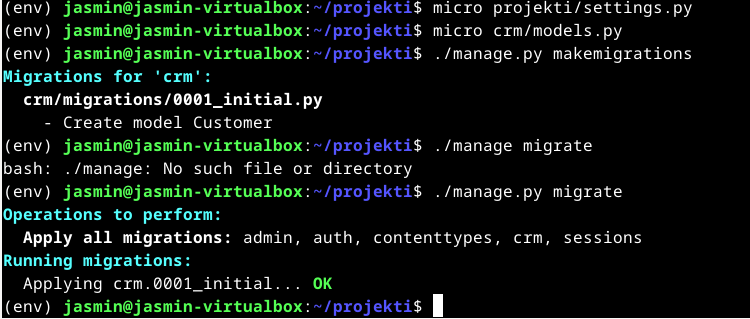 (env) jasmin@jasmin-virtualbox:~/projekti$ micro projekti/settings.py
(env) jasmin@jasmin-virtualbox:~/projekti$ micro crm/models.py
(env) jasmin@jasmin-virtualbox:~/projekti$ ./manage.py makemigrations
Migrations for 'crm':
  crm/migrations/0001_initial.py
    - Create model Customer
(env) jasmin@jasmin-virtualbox:~/projekti$ ./manage migrate
bash: ./manage: No such file or directory
(env) jasmin@jasmin-virtualbox:~/projekti$ ./manage.py migrate
Operations to perform:
  Apply all migrations: admin, auth, contenttypes, crm, sessions
Running migrations:
  Applying crm.0001_initial... OK
(env) jasmin@jasmin-virtualbox:~/projekti$